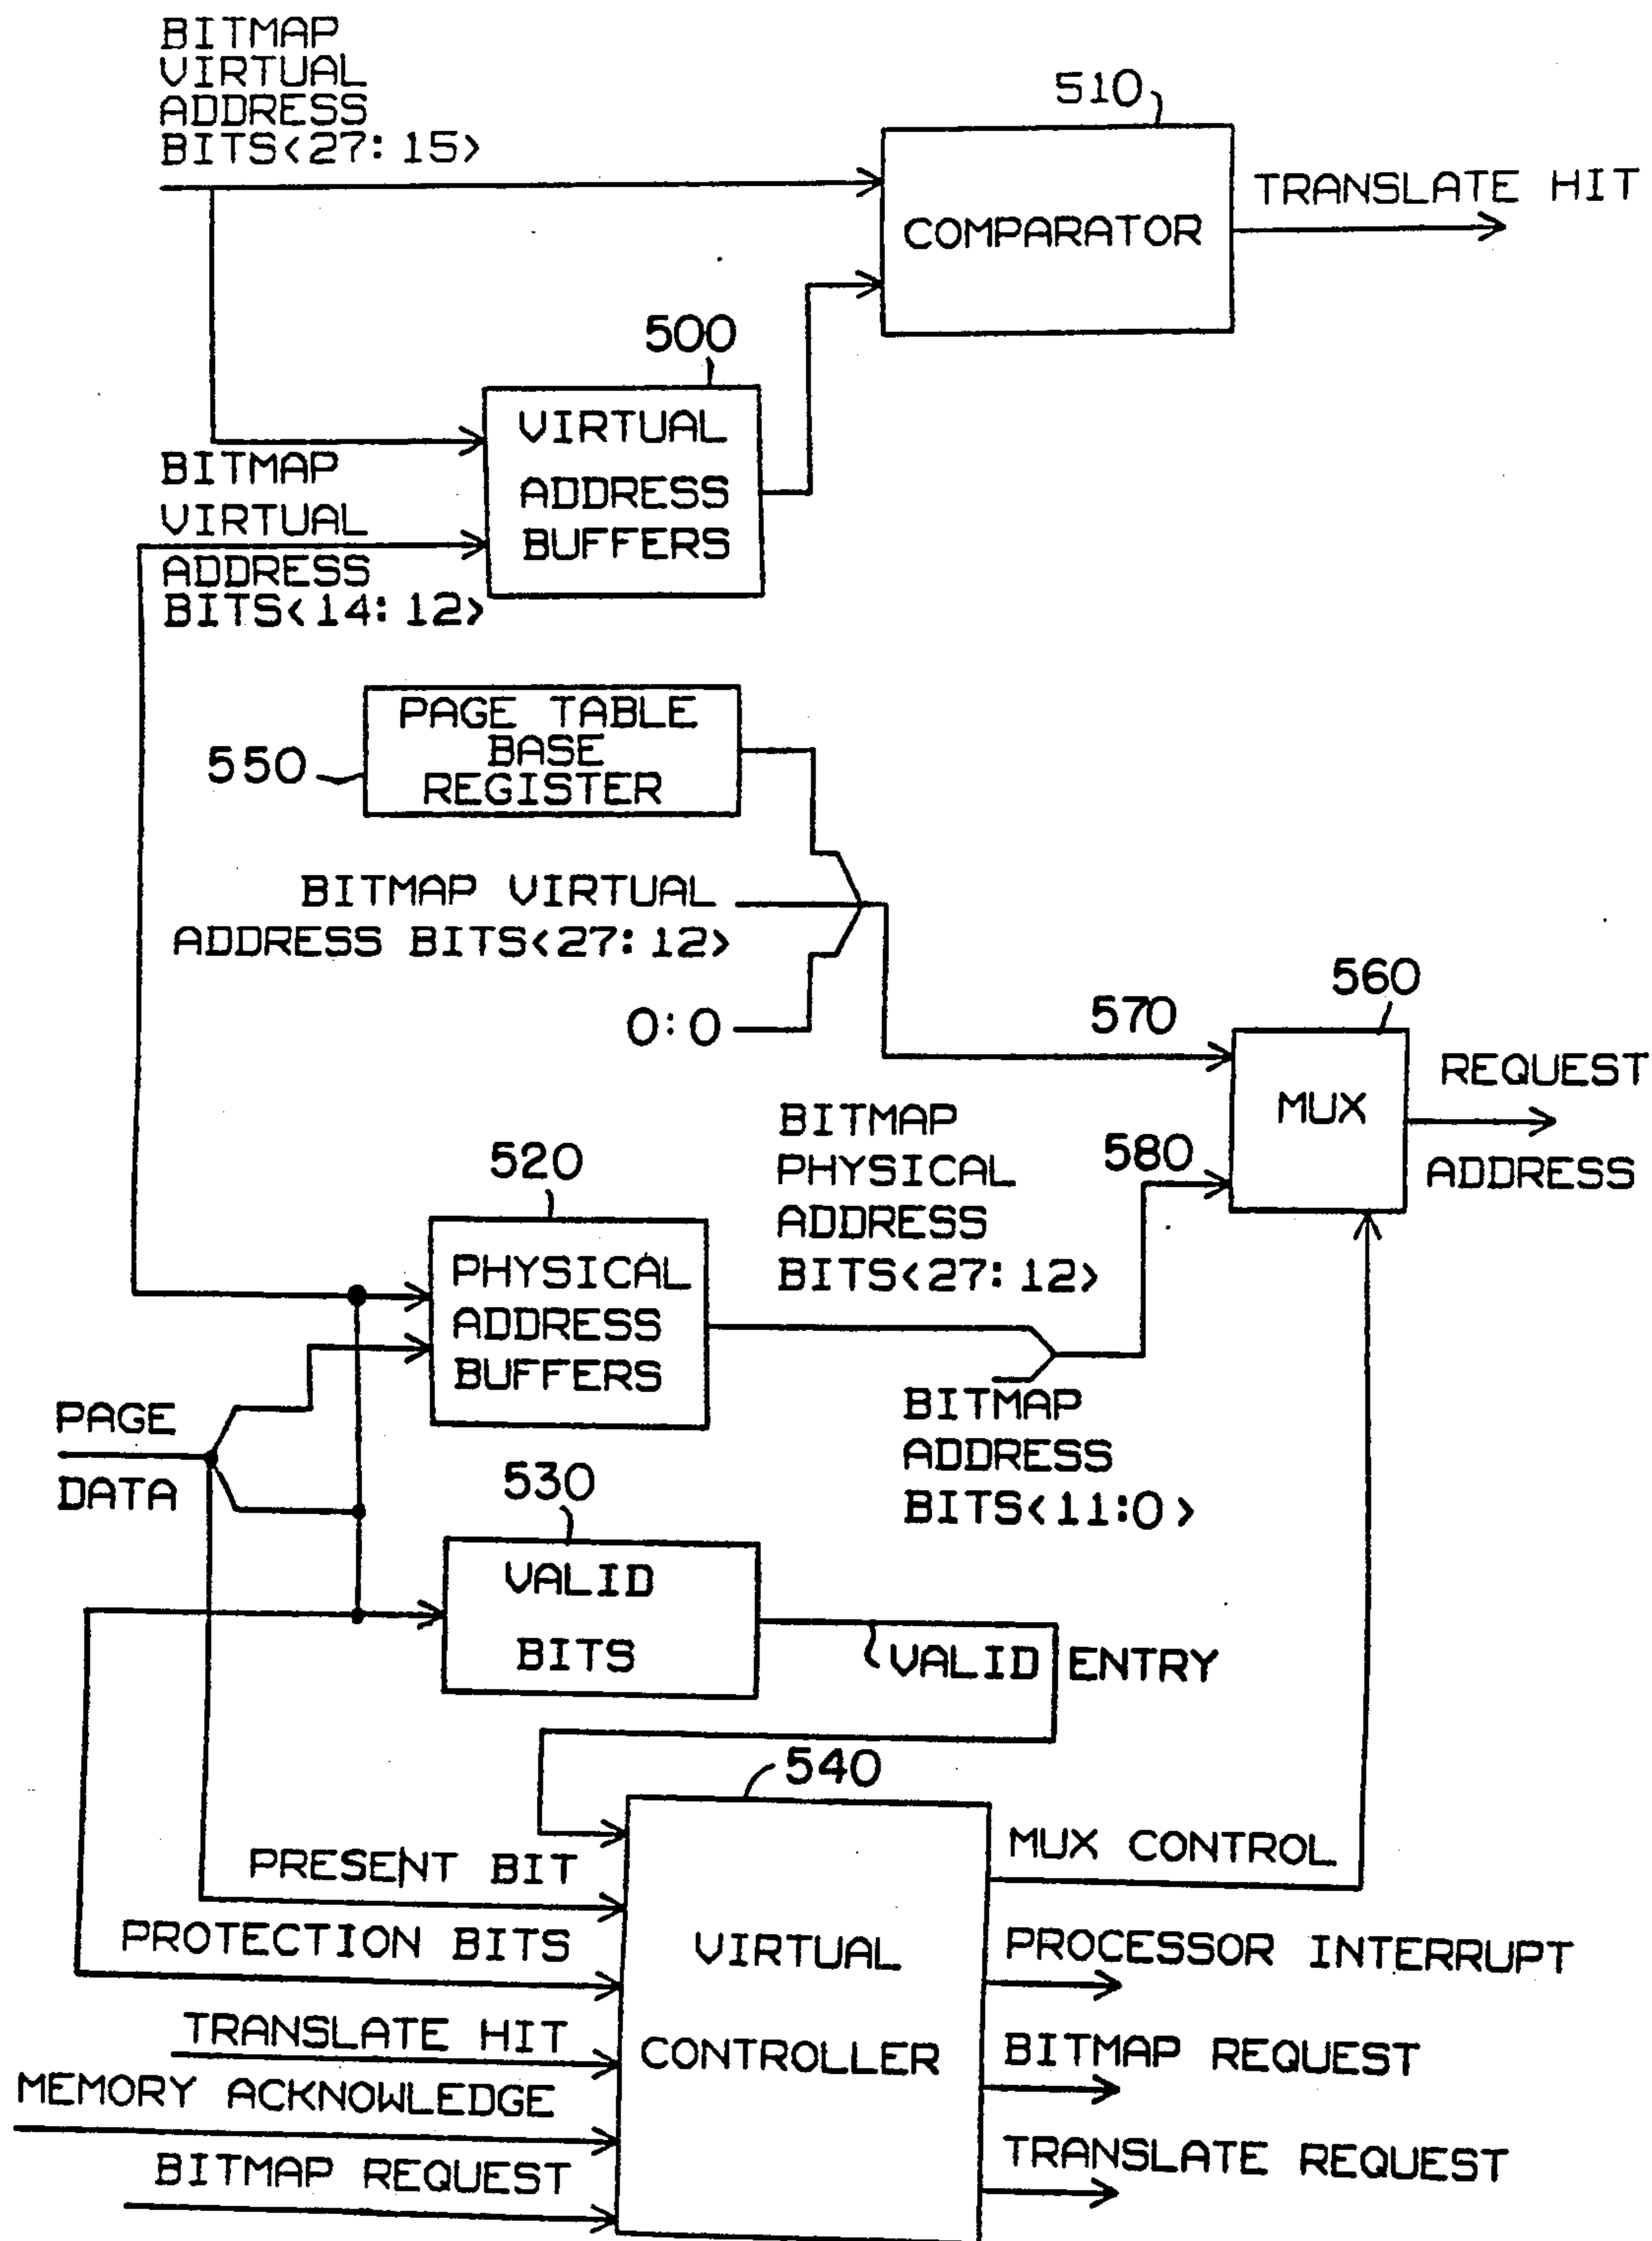 BITMAP
VIRTUAL
ADDRESS
BITS<27:15>
510
COMPARATOR
TRANSLATE HIT
500
VIRTUAL
ADDRESS
BUFFERS
BITMAP
VIRTUAL
ADDRESS
BITS<14:12>
PAGE TABLE
BASE
REGISTER
550
BITMAP VIRTUAL
ADDRESS BITS<27:12>
0:0
570
560
MUX
REQUEST
ADDRESS
580
BITMAP
PHYSICAL
ADDRESS
BITS<27:12>
520
PHYSICAL
ADDRESS
BUFFERS
PAGE
DATA
BITMAP
ADDRESS
BITS<11:0>
530
VALID
BITS
VALID ENTRY
540
PRESENT BIT
PROTECTION BITS
TRANSLATE HIT
MEMORY ACKNOWLEDGE
BITMAP REQUEST
VIRTUAL
CONTROLLER
MUX CONTROL
PROCESSOR INTERRUPT
BITMAP REQUEST
TRANSLATE REQUEST